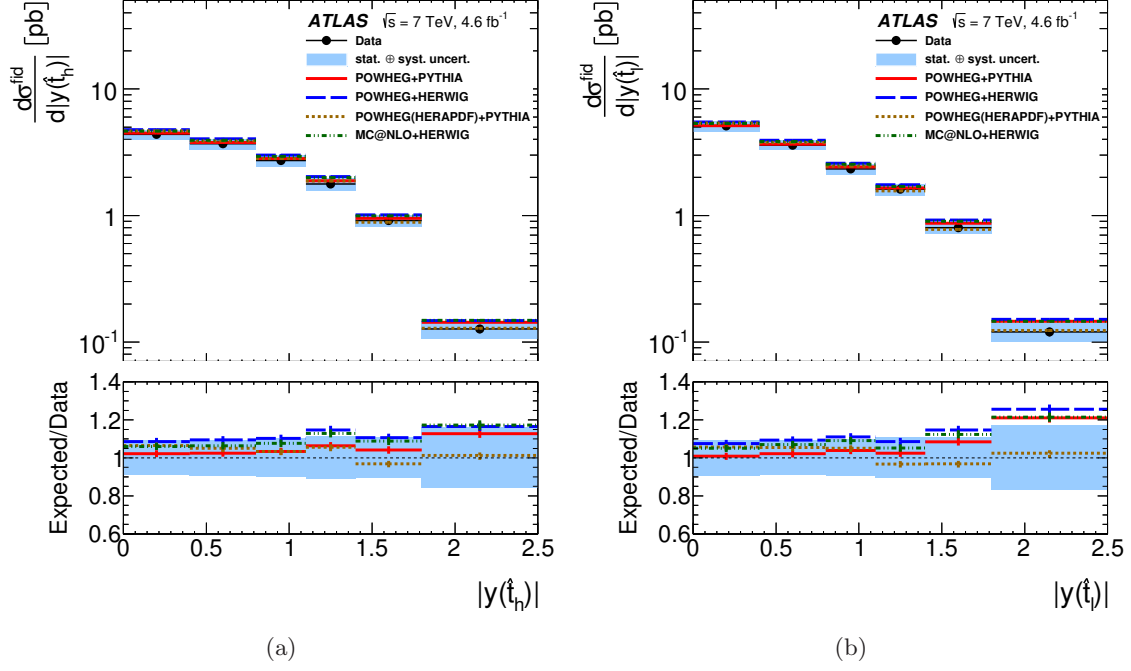 ATLAS √s = 7 TeV, 4.6 fb⁻¹
Data
stat. ⊕ syst. uncert.
POWHEG+PYTHIA
POWHEG+HERWIG
POWHEG(HERAPDF)+PYTHIA
MC@NLO+HERWIG
dσ^fid / d|y(t̂_h)| [pb]
10
1
10⁻¹
Expected/Data
1.4
1.2
1
0.8
0.6
0 0.5 1 1.5 2 2.5
|y(t̂_h)|
(a)
ATLAS √s = 7 TeV, 4.6 fb⁻¹
Data
stat. ⊕ syst. uncert.
POWHEG+PYTHIA
POWHEG+HERWIG
POWHEG(HERAPDF)+PYTHIA
MC@NLO+HERWIG
dσ^fid / d|y(t̂_l)| [pb]
10
1
10⁻¹
Expected/Data
1.4
1.2
1
0.8
0.6
0 0.5 1 1.5 2 2.5
|y(t̂_l)|
(b)